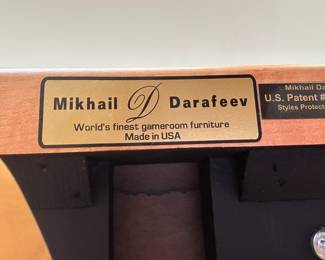 Mikhail D Darafeev
World's finest gameroom furniture
Made in USA
Mikhail Da
U.S. Patent #
Styles Protect